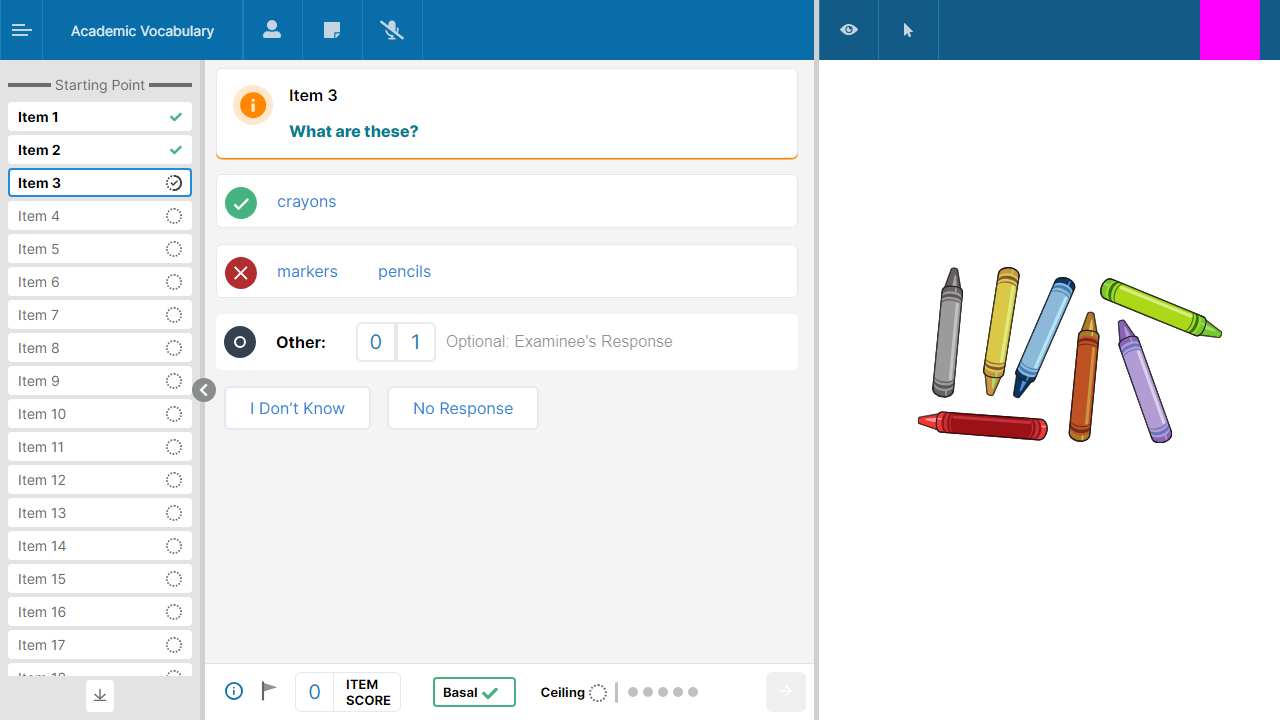 Academic Vocabulary
Starting Point
Item 1
Item 2
Item 3
Item 4
Item 5
Item 6
Item 7
Item 8
Item 9
Item 10
Item 11
Item 12
Item 13
Item 14
Item 15
Item 16
Item 17
Item 3
What are these?
crayons
markers pencils
Other: 0 1 Optional: Examinee's Response
I Don't Know No Response
0 ITEM SCORE
Basal
Ceiling